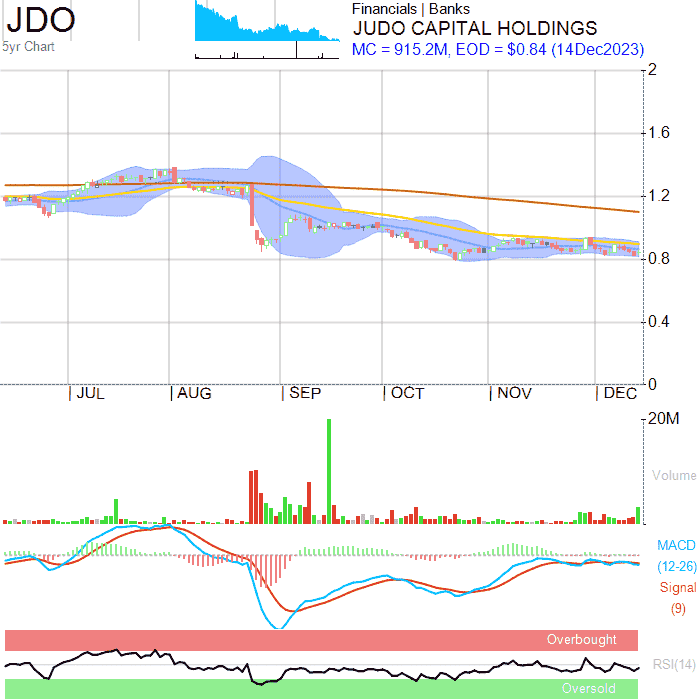 JDO
5yr Chart
Financials | Banks
JUDO CAPITAL HOLDINGS
MC = 915.2M, EOD = $0.84 (14Dec2023)
2
1.6
1.2
0.8
0.4
0
JUL AUG SEP OCT NOV DEC
20M
Volume
MACD
(12-26)
Signal
(9)
Overbought
RSI(14)
Oversold